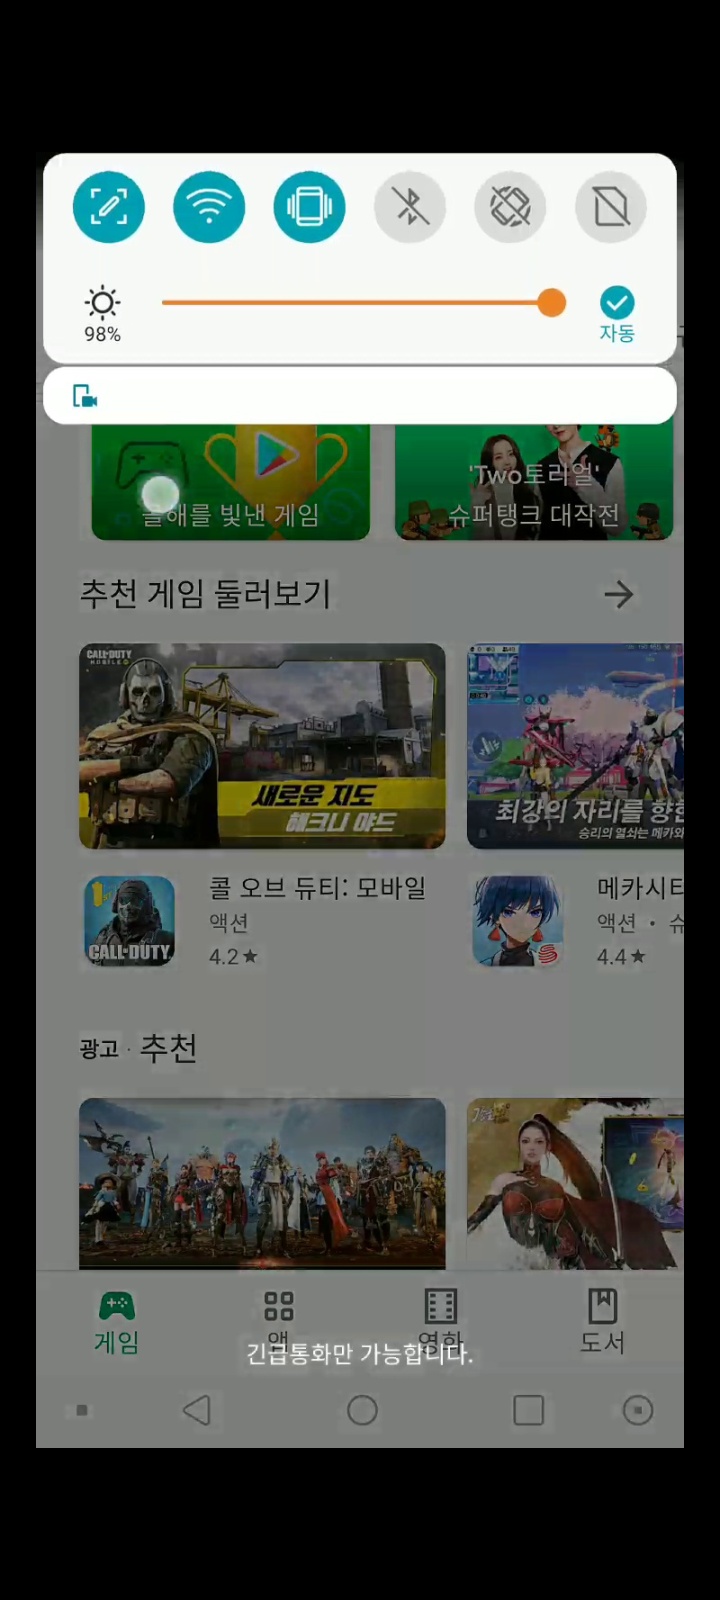 98%
자동
올해를 빛낸 게임
'Two토리얼'
슈퍼탱크 대작전
추천 게임 둘러보기
CALL·DUTY
MOBILE
새로운 지도
해크니 야드
최강의 자리를 향한
승리의 열쇠는 메카와
CALL·DUTY
콜 오브 듀티: 모바일
액션
4.2★
메카시티
액션 · 슈
4.4★
광고 · 추천
게임
앱
영화
도서
긴급통화만 가능합니다.